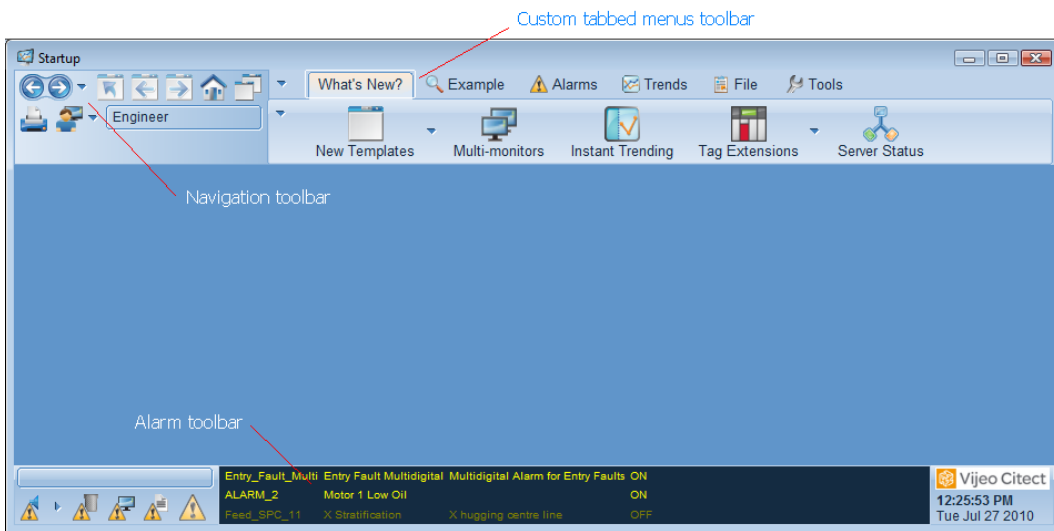 Custom tabbed menus toolbar
Startup
What's New? Example Alarms Trends File Tools
Engineer
New Templates Multi-monitors Instant Trending Tag Extensions Server Status
Navigation toolbar
Alarm toolbar
Entry_Fault_Multi Entry Fault Multidigital Multidigital Alarm for Entry Faults ON
ALARM_2 Motor 1 Low Oil ON
Feed_SPC_11 X Stratification X hugging centre line OFF
Vijeo Citect
12:25:53 PM
Tue Jul 27 2010